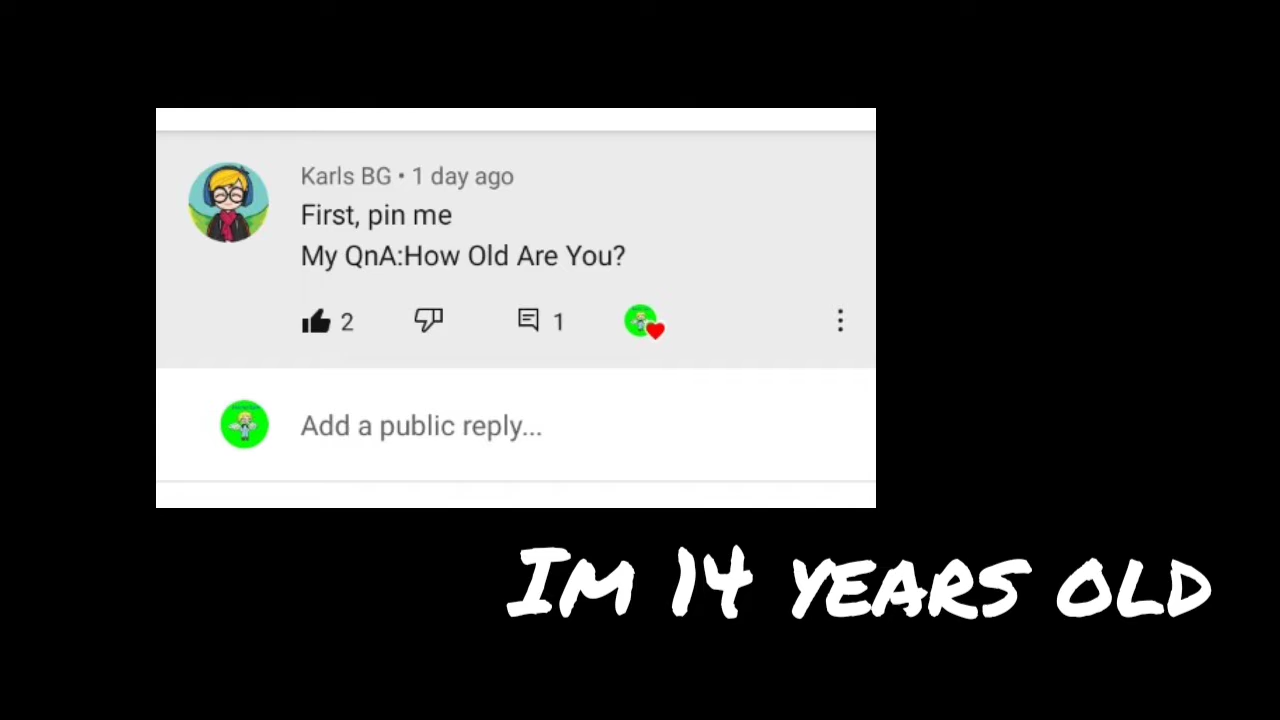 Karls BG • 1 day ago
First, pin me
My QnA:How Old Are You?
2 1
Add a public reply...
Im 14 years old